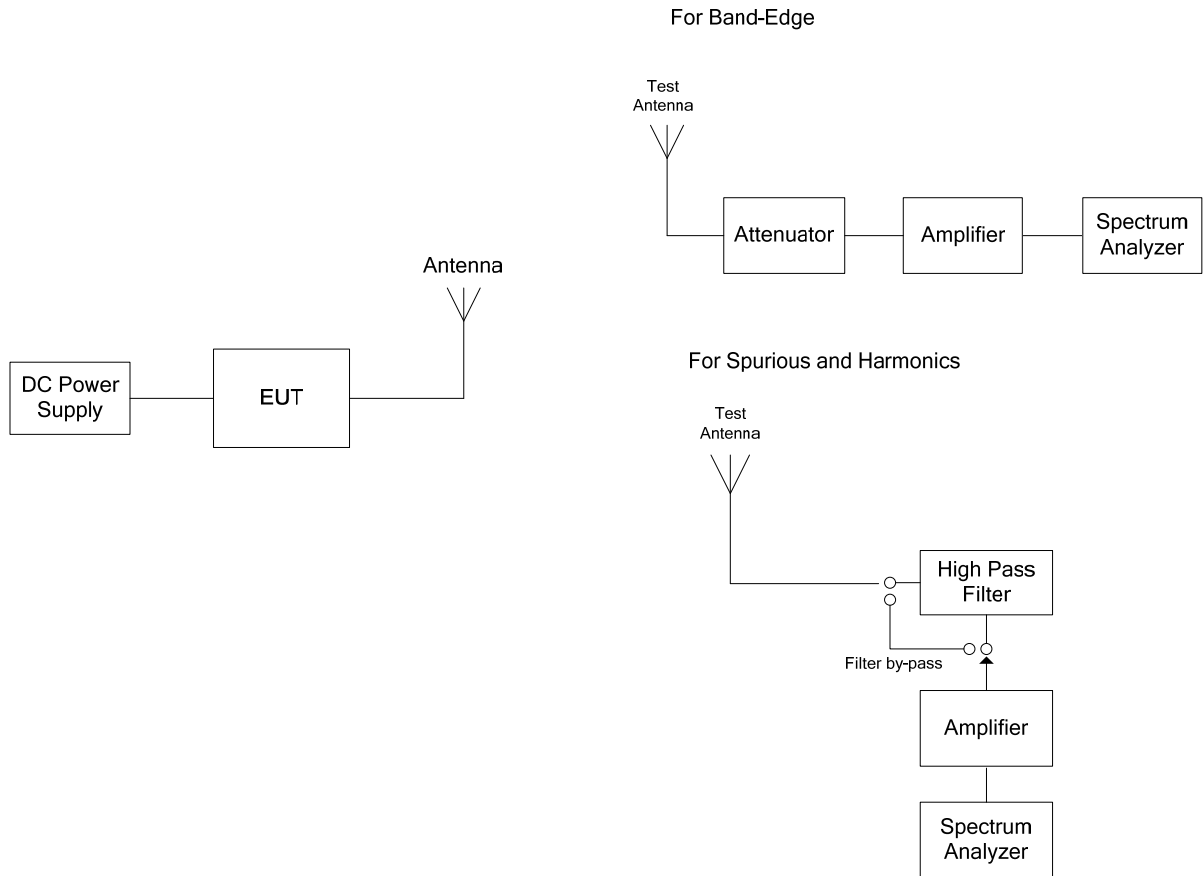 For Band-Edge
Test
Antenna
Attenuator
Amplifier
Spectrum
Analyzer
Antenna
DC Power
Supply
EUT
For Spurious and Harmonics
Test
Antenna
High Pass
Filter
Filter by-pass
Amplifier
Spectrum
Analyzer